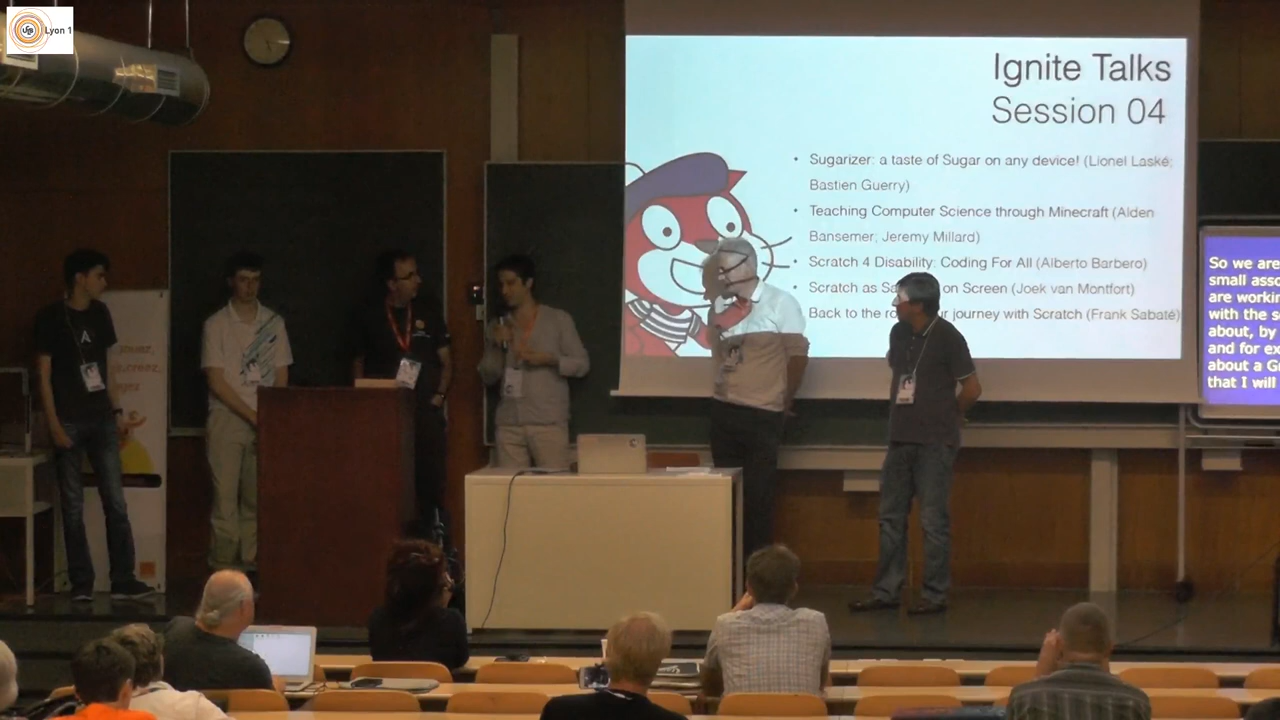 Lyon 1
Ignite Talks
Session 04
• Sugarizer: a taste of Sugar on any device! (Lionel Laské;
Bastien Guerry)
• Teaching Computer Science through Minecraft (Alden
Bansemer; Jeremy Millard)
• Scratch 4 Disability: Coding For All (Alberto Barbero)
• Scratch as on Screen (Joek van Montfort)
Back to the journey with Scratch (Frank Sabaté)
So we are
small asso
are workin
with the s
about, by
and for ex
about a G
that I will